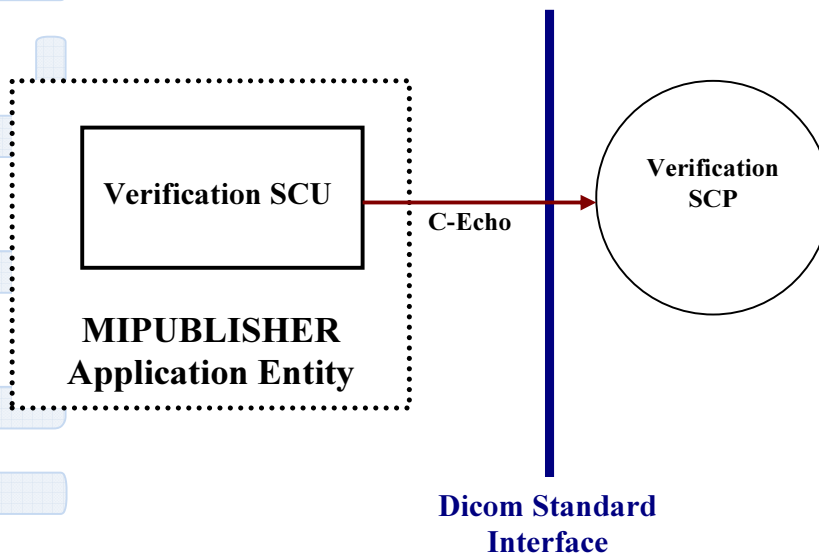 Verification SCU
C-Echo
Verification
SCP
MIPUBLISHER
Application Entity
Dicom Standard
Interface